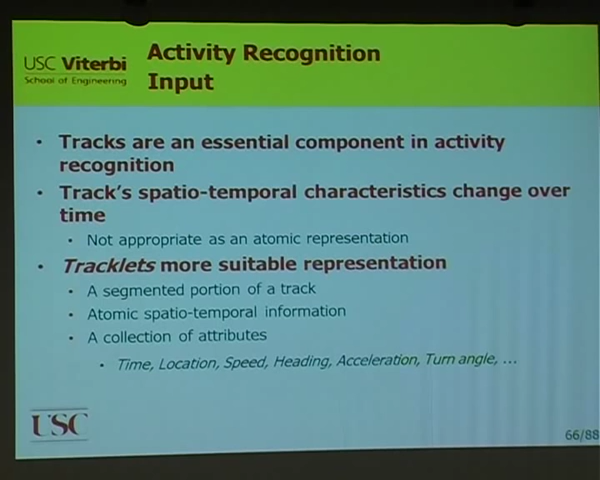 USC Viterbi
School of Engineering
Activity Recognition
Input
• Tracks are an essential component in activity
recognition
• Track's spatio-temporal characteristics change over
time
• Not appropriate as an atomic representation
• Tracklets more suitable representation
• A segmented portion of a track
• Atomic spatio-temporal information
• A collection of attributes
• Time, Location, Speed, Heading, Acceleration, Turn angle, ...
USC
66/88